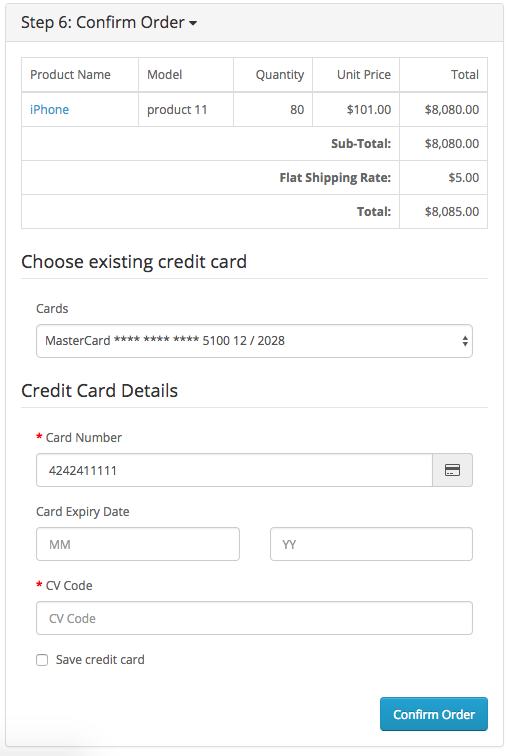 Step 6: Confirm Order
Product Name Model Quantity Unit Price Total
iPhone product 11 80 $101.00 $8,080.00
Sub-Total: $8,080.00
Flat Shipping Rate: $5.00
Total: $8,085.00
Choose existing credit card
Cards
MasterCard **** **** **** 5100 12 / 2028
Credit Card Details
* Card Number
4242411111
Card Expiry Date
MM YY
* CV Code
CV Code
Save credit card
Confirm Order